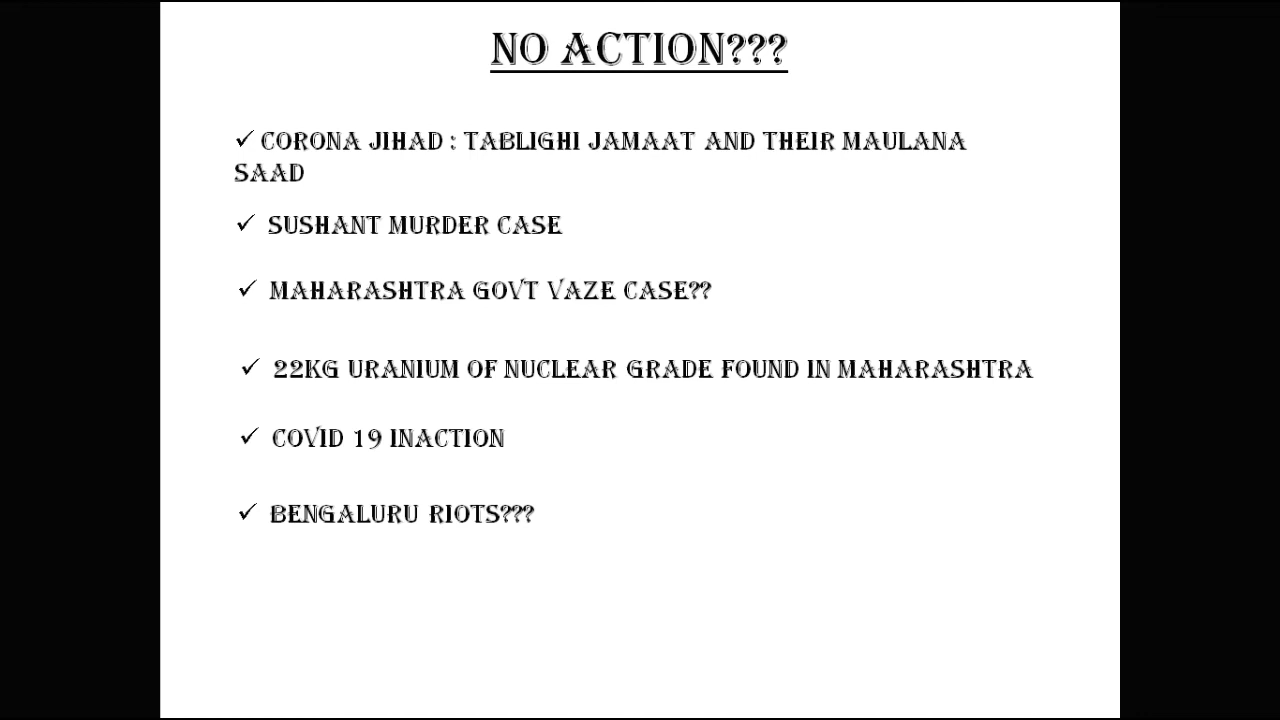 NO ACTION???
✓ CORONA JIHAD : TABLIGHI JAMAAT AND THEIR MAULANA
SAAD
✓ SUSHANT MURDER CASE
✓ MAHARASHTRA GOVT VAZE CASE??
✓ 22KG URANIUM OF NUCLEAR GRADE FOUND IN MAHARASHTRA
✓ COVID 19 INACTION
✓ BENGALURU RIOTS???